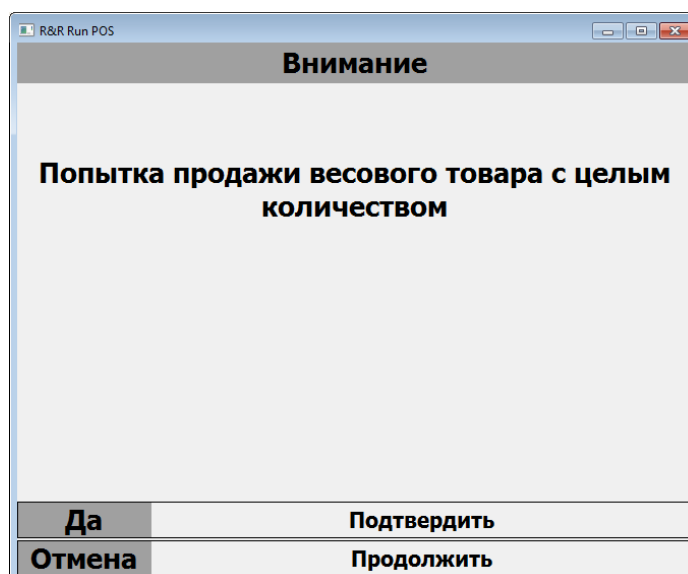 R&R Run POS
Внимание
Попытка продажи весового товара с целым
количеством
Да Подтвердить
Отмена Продолжить